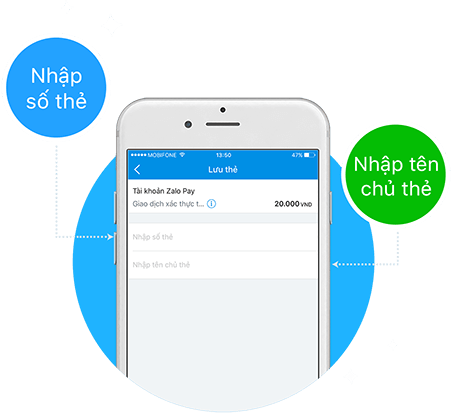 Nhập
số thẻ
Nhập tên
chủ thẻ
MOBIFONE 13:50 47%
Lưu thẻ
Tài khoản Zalo Pay
Giao dịch xác thực t... 20.000 VND
Nhập số thẻ
Nhập tên chủ thẻ